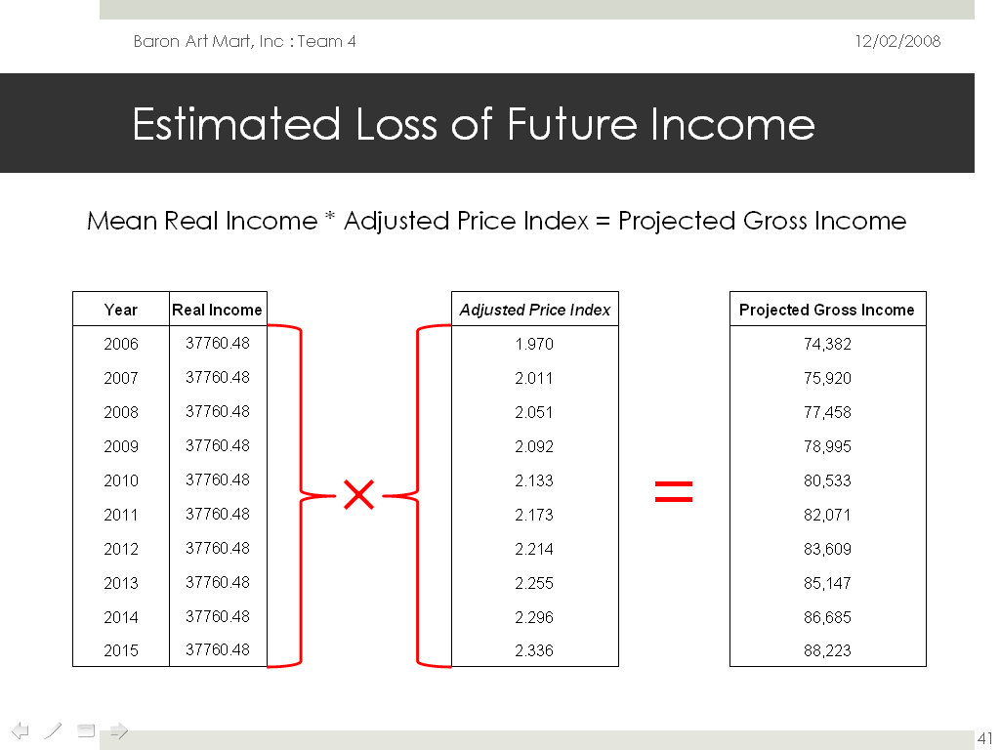 Baron Art Mart, Inc : Team 4 12/02/2008
Estimated Loss of Future Income
Mean Real Income * Adjusted Price Index = Projected Gross Income
Year Real Income Adjusted Price Index Projected Gross Income
2006 37760.48 1.970 74,382
2007 37760.48 2.011 75,920
2008 37760.48 2.051 77,458
2009 37760.48 2.092 78,995
2010 37760.48 2.133 80,533
× =
2011 37760.48 2.173 82,071
2012 37760.48 2.214 83,609
2013 37760.48 2.255 85,147
2014 37760.48 2.296 86,685
2015 37760.48 2.336 88,223
41